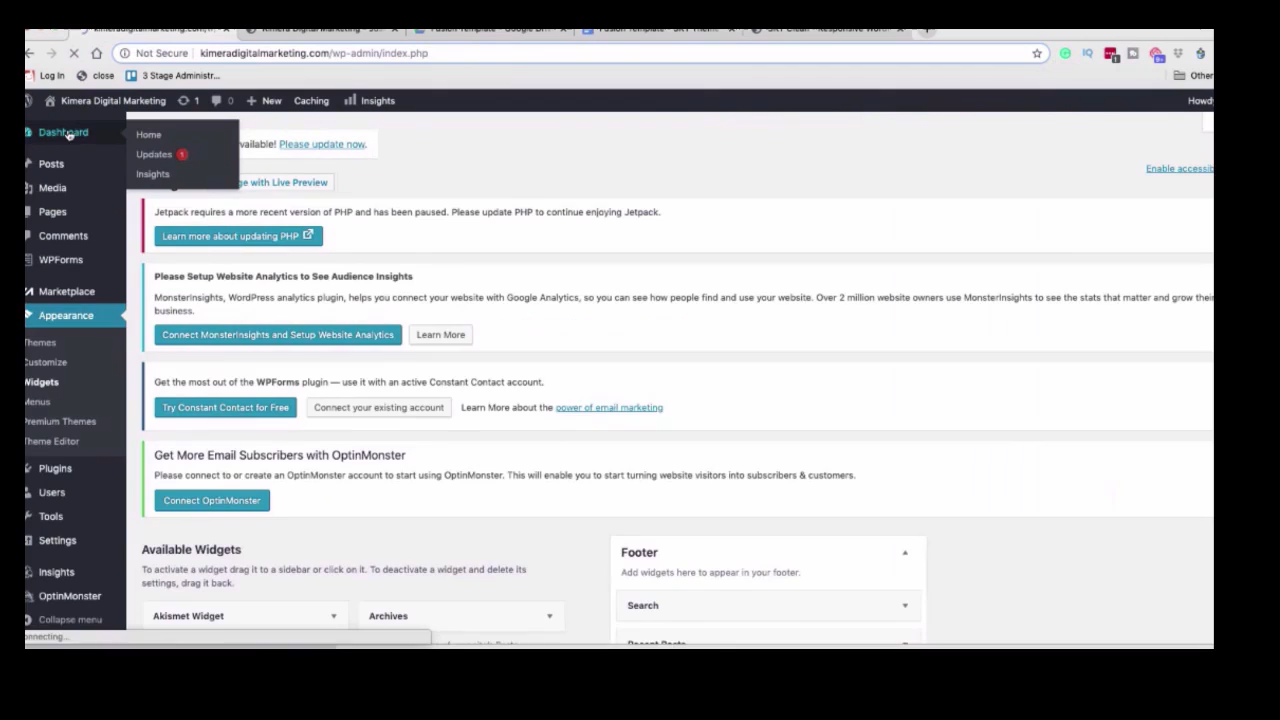 Not Secure kimeradigitalmarketing.com/wp-admin/index.php
Log In close 3 Stage Administr... Other
Kimera Digital Marketing 1 0 New Caching Insights Howdy
Dashboard
Home
Updates 1
Insights
vailable! Please update now.
ge with Live Preview
Enable accessib
Posts
Media
Pages
Comments
WPForms
Marketplace
Appearance
Themes
Customize
Widgets
Menus
Premium Themes
Theme Editor
Plugins
Users
Tools
Settings
Insights
OptinMonster
Collapse menu
Jetpack requires a more recent version of PHP and has been paused. Please update PHP to continue enjoying Jetpack.
Learn more about updating PHP
Please Setup Website Analytics to See Audience Insights
MonsterInsights, WordPress analytics plugin, helps you connect your website with Google Analytics, so you can see how people find and use your website. Over 2 million website owners use MonsterInsights to see the stats that matter and grow their
business.
Connect MonsterInsights and Setup Website Analytics Learn More
Get the most out of the WPForms plugin — use it with an active Constant Contact account.
Try Constant Contact for Free Connect your existing account Learn More about the power of email marketing
Get More Email Subscribers with OptinMonster
Please connect to or create an OptinMonster account to start using OptinMonster. This will enable you to start turning website visitors into subscribers & customers.
Connect OptinMonster
Available Widgets
To activate a widget drag it to a sidebar or click on it. To deactivate a widget and delete its
settings, drag it back.
Akismet Widget Archives
Footer
Add widgets here to appear in your footer.
Search
Recent Posts
onnecting...